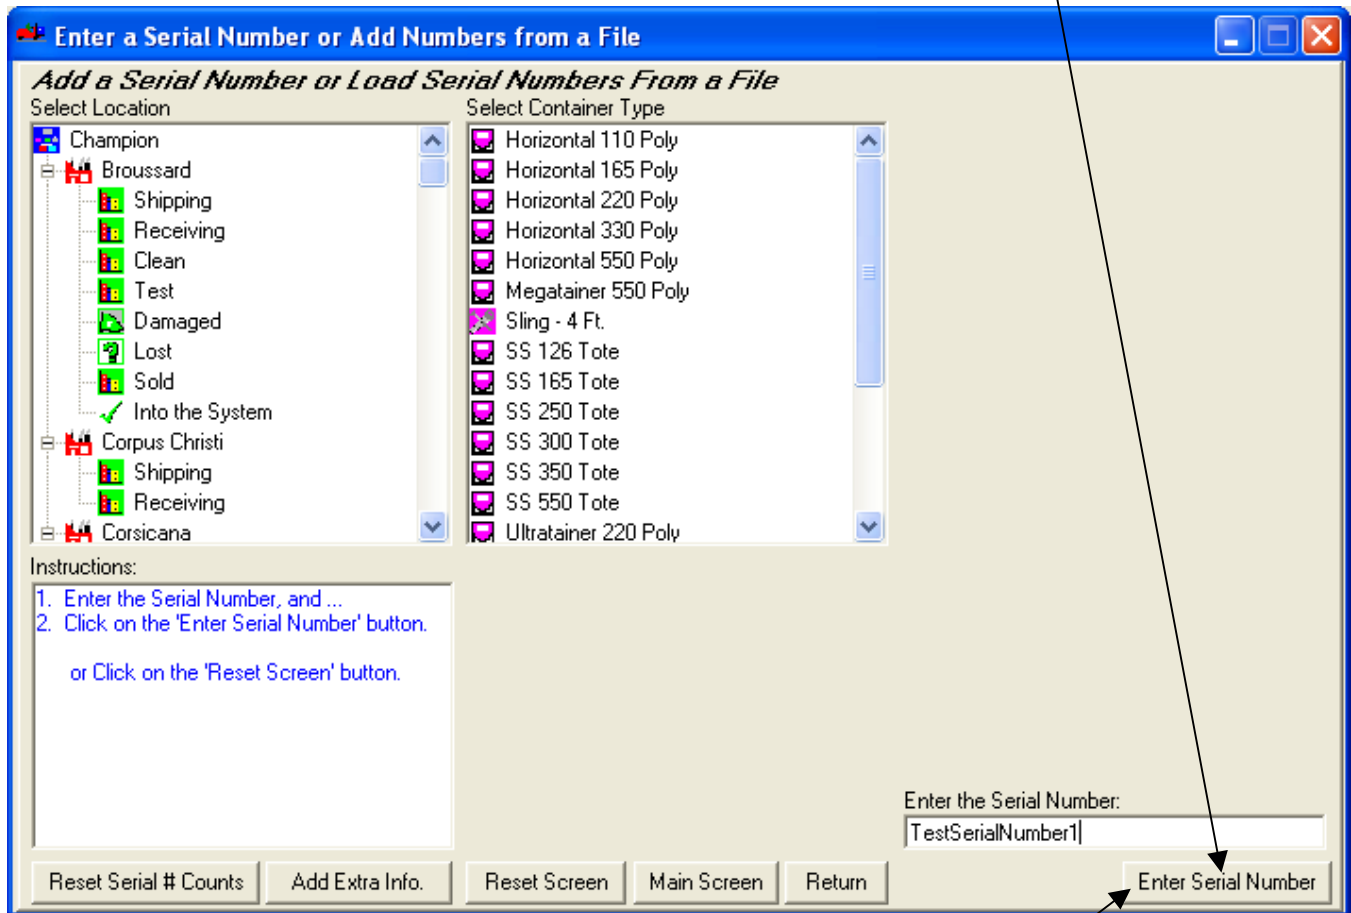 Enter a Serial Number or Add Numbers from a File
Add a Serial Number or Load Serial Numbers From a File
Select Location
Champion
Broussard
Shipping
Receiving
Clean
Test
Damaged
Lost
Sold
Into the System
Corpus Christi
Shipping
Receiving
Corsicana
Select Container Type
Horizontal 110 Poly
Horizontal 165 Poly
Horizontal 220 Poly
Horizontal 330 Poly
Horizontal 550 Poly
Megatainer 550 Poly
Sling - 4 Ft.
SS 126 Tote
SS 165 Tote
SS 250 Tote
SS 300 Tote
SS 350 Tote
SS 550 Tote
Ultratainer 220 Poly
Instructions:
1. Enter the Serial Number, and ...
2. Click on the 'Enter Serial Number' button.
or Click on the 'Reset Screen' button.
Enter the Serial Number:
TestSerialNumber1
Reset Serial # Counts
Add Extra Info.
Reset Screen
Main Screen
Return
Enter Serial Number